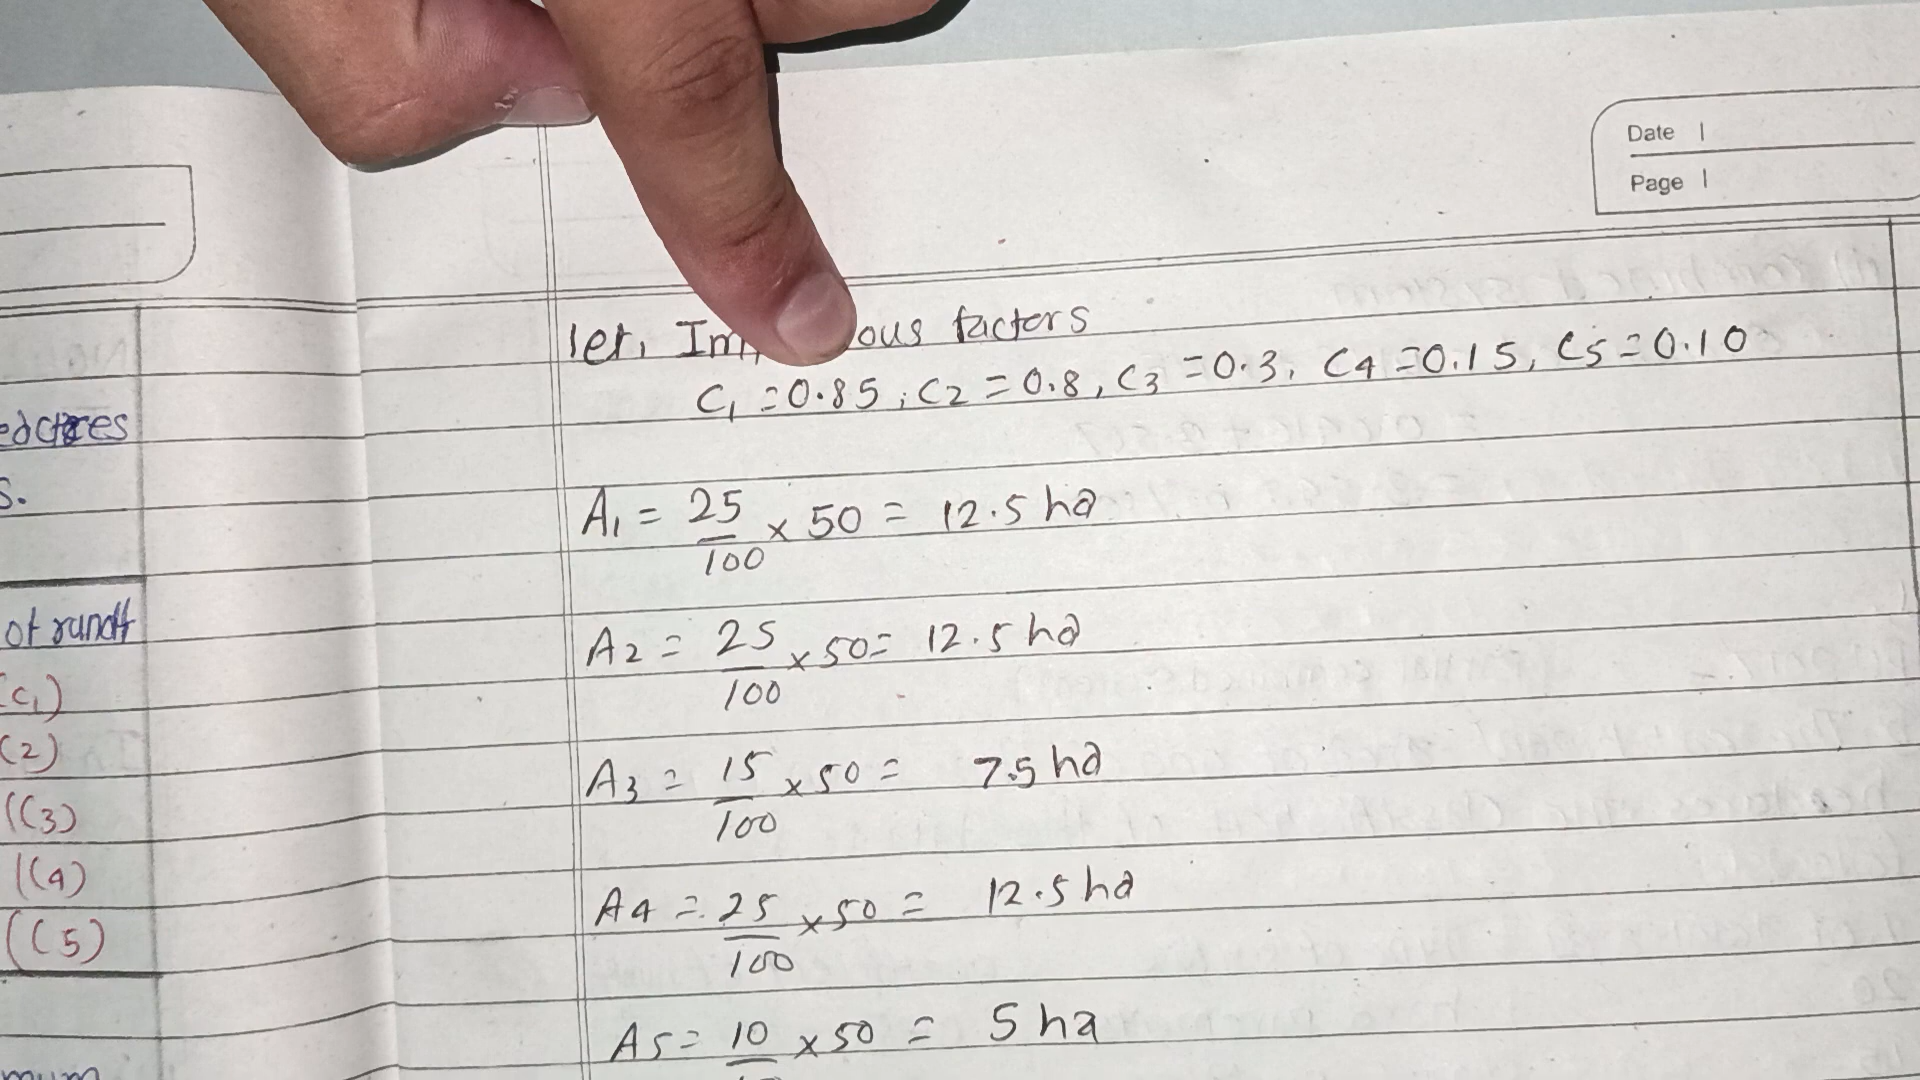 Date
Page
let, Im ous factors
C1 = 0.85, C2 = 0.8, C3 = 0.3, C4 = 0.15, C5 = 0.10
A1 = 25/100 x 50 = 12.5 ha
A2 = 25/100 x 50 = 12.5 ha
A3 = 15/100 x 50 = 7.5 ha
A4 = 25/100 x 50 = 12.5 ha
A5 = 10 x 50 = 5 ha
s.
of runoff
(C1)
(2)
(C3)
(4)
(C5)
mum